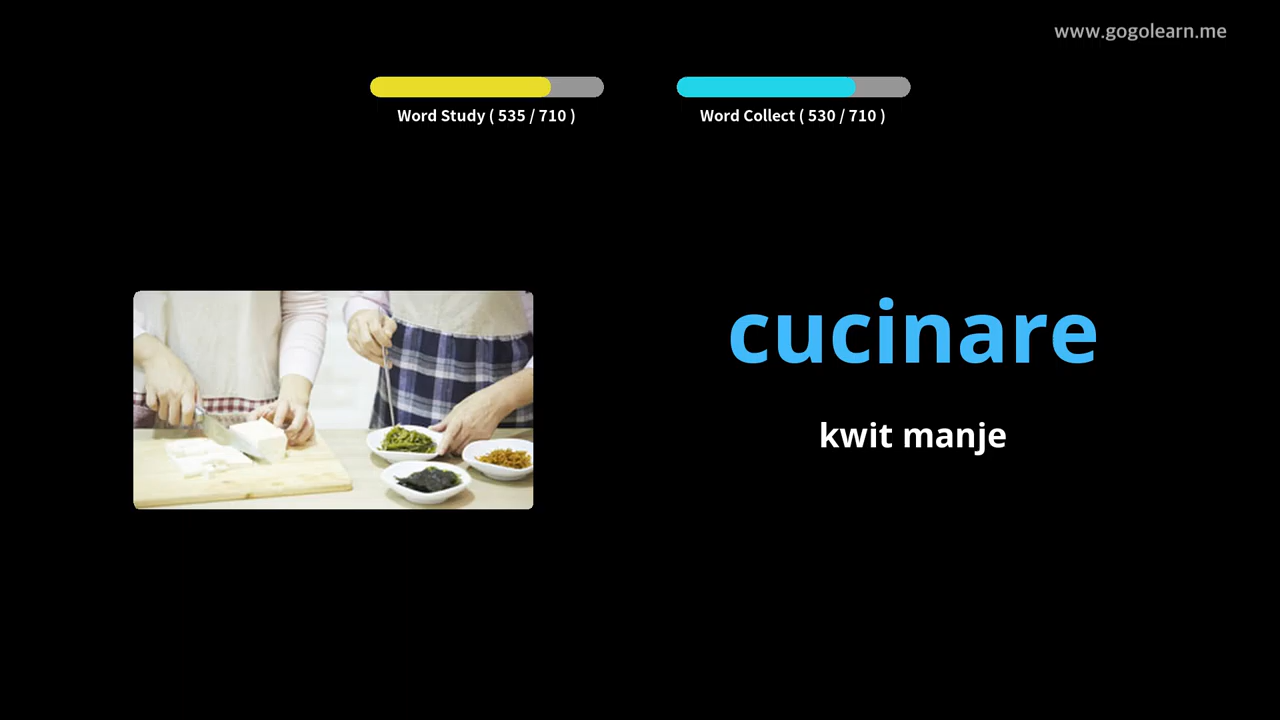 www.gogolearn.me
Word Study ( 535 / 710 )
Word Collect ( 530 / 710 )
cucinare
kwit manje